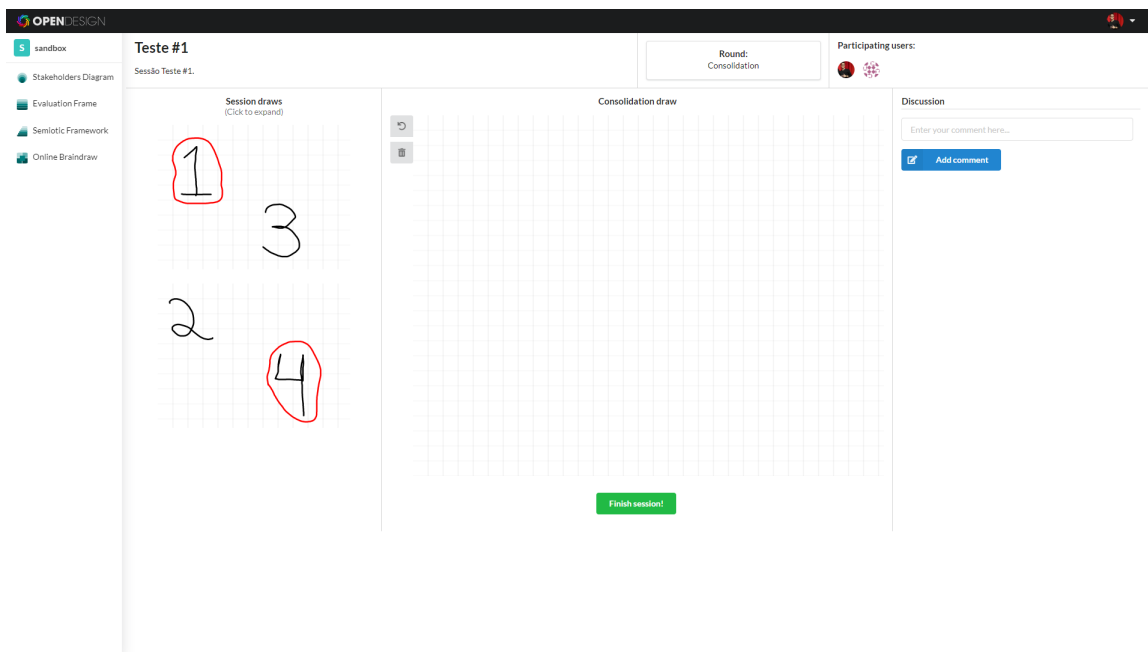 OPENDESIGN
S sandbox
Stakeholders Diagram
Evaluation Frame
Semiotic Framework
Online Braindraw
Teste #1
Sessão Teste #1.
Round:
Consolidation
Participating users:
Session draws
(Cick to expand)
1
3
2
4
Consolidation draw
Finish session!
Discussion
Enter your comment here...
Add comment